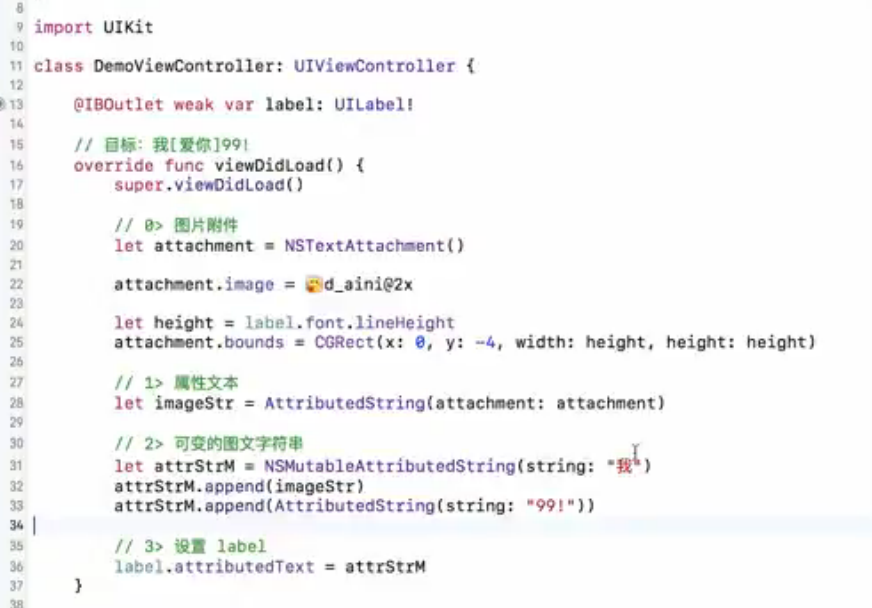 8
9 import UIKit
10
11 class DemoViewController: UIViewController {
12
13 @IBOutlet weak var label: UILabel!
14
15 // 目标：我[爱你]99!
16 override func viewDidLoad() {
17 super.viewDidLoad()
18
19 // 0> 图片附件
20 let attachment = NSTextAttachment()
21
22 attachment.image = d_aini@2x
23
24 let height = label.font.lineHeight
25 attachment.bounds = CGRect(x: 0, y: -4, width: height, height: height)
26
27 // 1> 属性文本
28 let imageStr = AttributedString(attachment: attachment)
29
30 // 2> 可变的图文字符串
31 let attrStrM = NSMutableAttributedString(string: "我")
32 attrStrM.append(imageStr)
33 attrStrM.append(AttributedString(string: "99!"))
34
35 // 3> 设置 label
36 label.attributedText = attrStrM
37 }
38